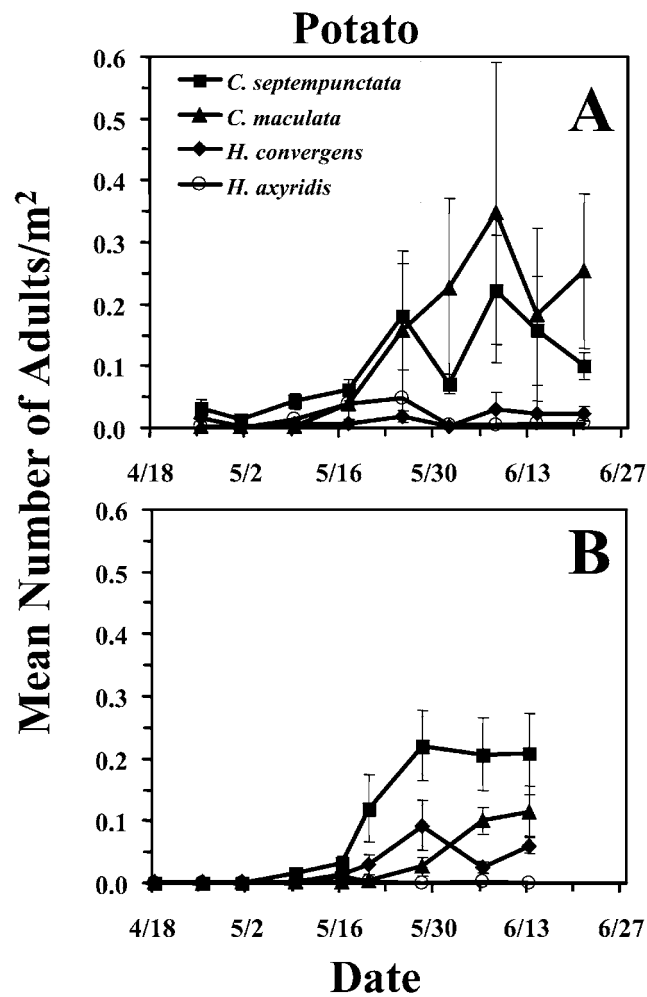 Potato
Mean Number of Adults/m²
0.6
0.5
0.4
0.3
0.2
0.1
0.0
C. septempunctata
C. maculata
H. convergens
H. axyridis
A
4/18 5/2 5/16 5/30 6/13 6/27
0.6
0.5
0.4
0.3
0.2
0.1
0.0
B
4/18 5/2 5/16 5/30 6/13 6/27
Date